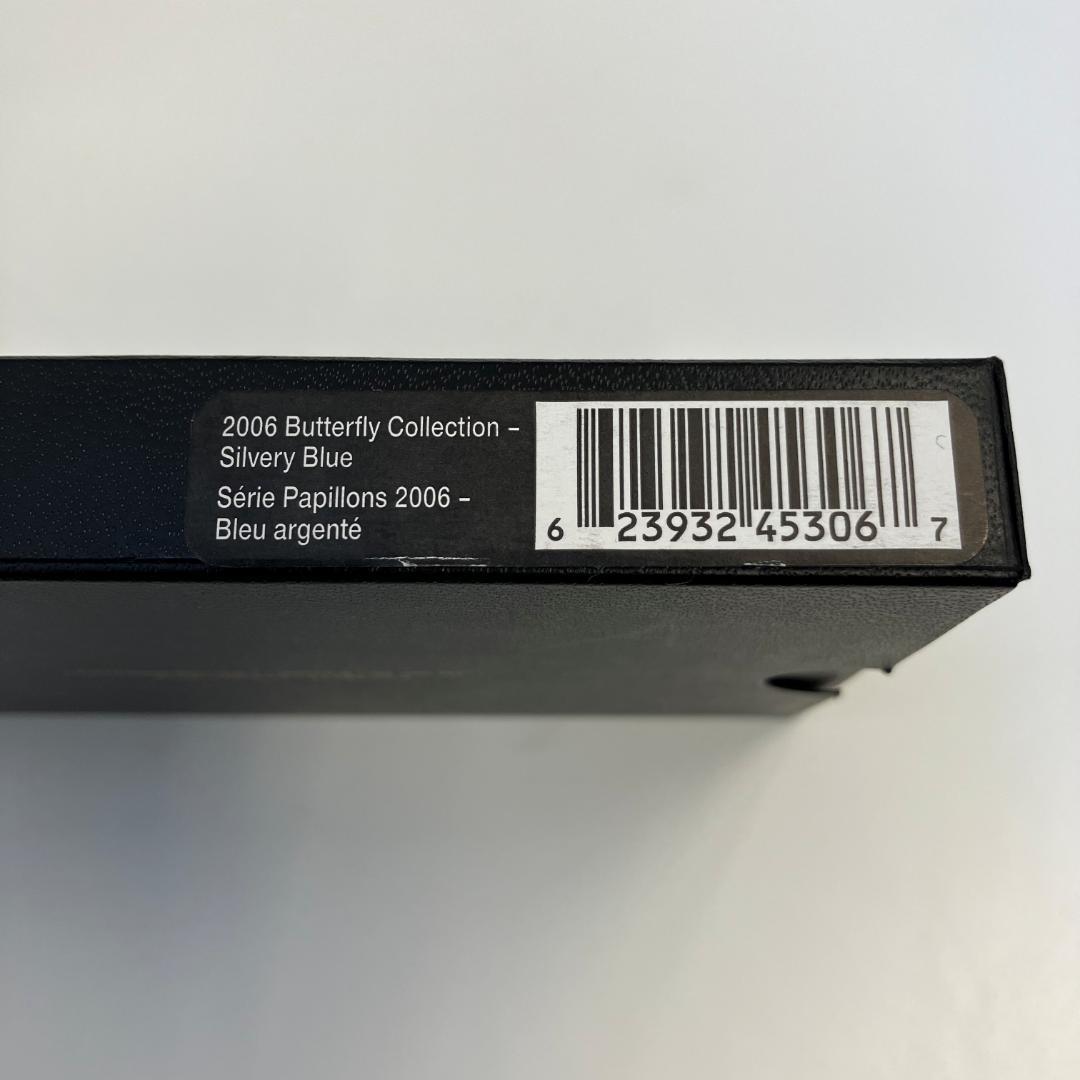 2006 Butterfly Collection –
Silvery Blue
Série Papillons 2006 –
Bleu argenté
6 23932 45306 7